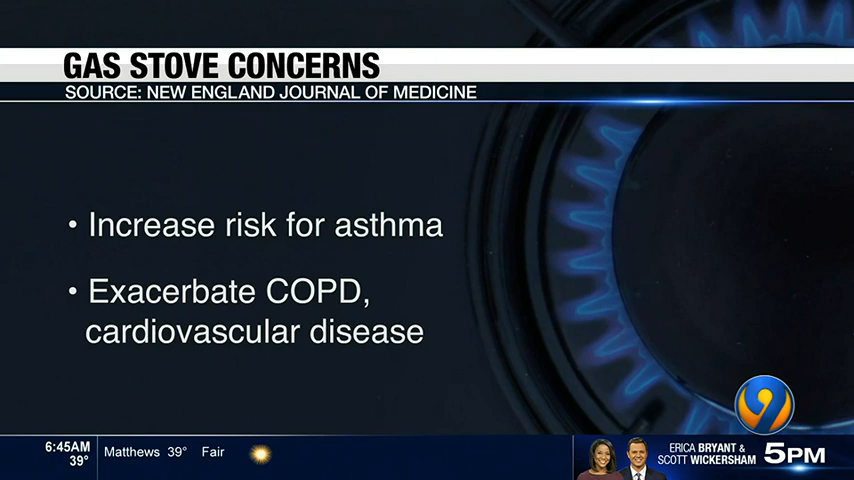 GAS STOVE CONCERNS
SOURCE: NEW ENGLAND JOURNAL OF MEDICINE
• Increase risk for asthma
• Exacerbate COPD,
cardiovascular disease
9
6:45AM
39°
Matthews 39° Fair
ERICA BRYANT &
SCOTT WICKERSHAM
5PM